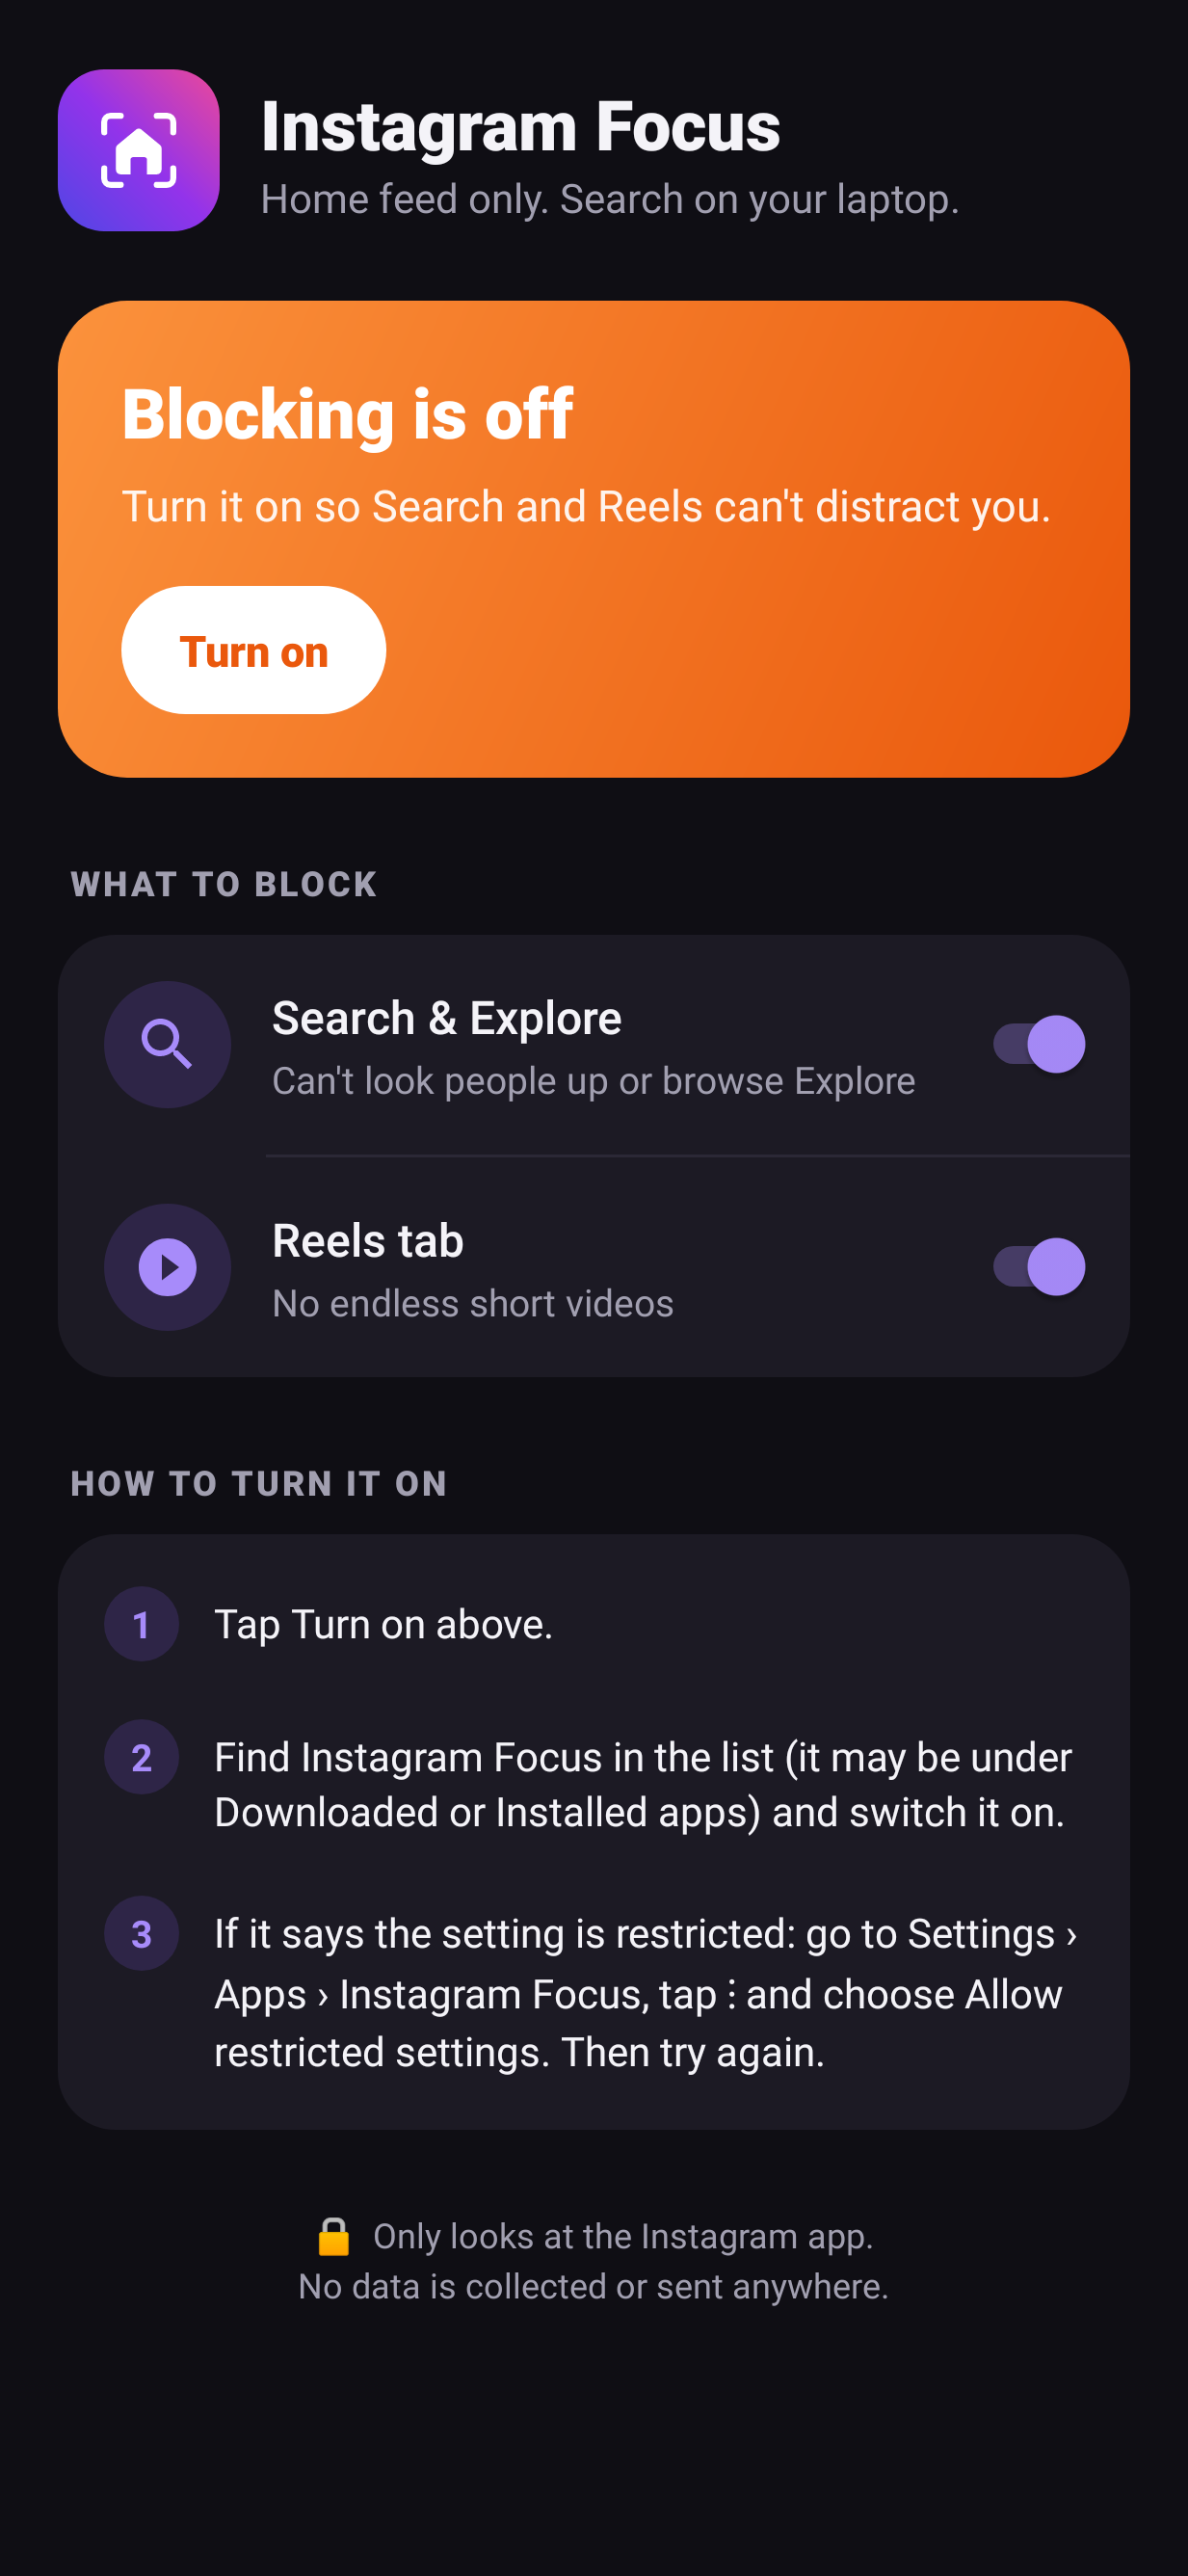 Instagram Focus
Home feed only. Search on your laptop.
Blocking is off
Turn it on so Search and Reels can't distract you.
Turn on
WHAT TO BLOCK
Search & Explore
Can't look people up or browse Explore
Reels tab
No endless short videos
HOW TO TURN IT ON
1 Tap Turn on above.
2 Find Instagram Focus in the list (it may be under
Downloaded or Installed apps) and switch it on.
3 If it says the setting is restricted: go to Settings ›
Apps › Instagram Focus, tap ⋮ and choose Allow
restricted settings. Then try again.
🔒 Only looks at the Instagram app.
No data is collected or sent anywhere.